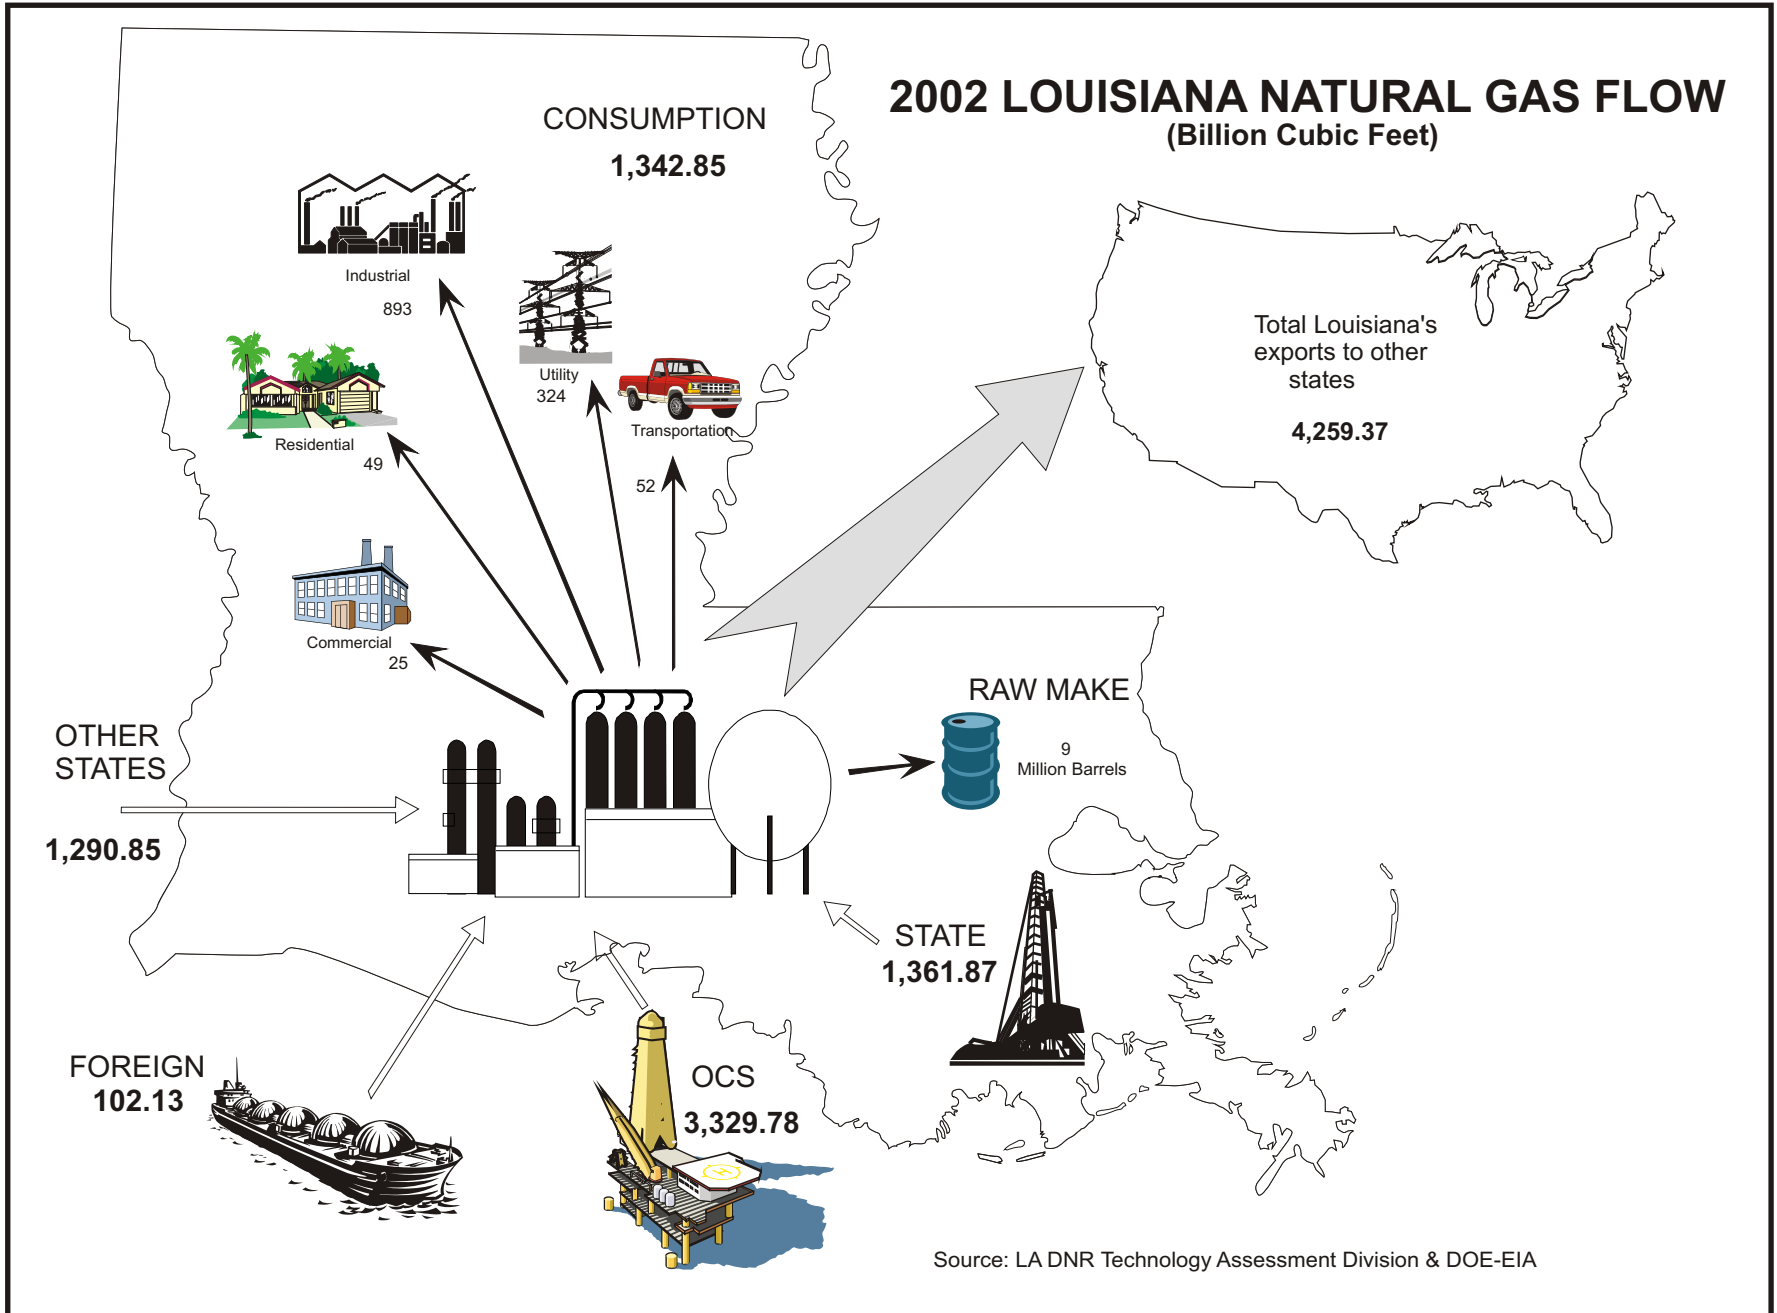 2002 LOUISIANA NATURAL GAS FLOW
(Billion Cubic Feet)
CONSUMPTION
1,342.85
Industrial
893
Utility
324
Transportation
52
Residential
49
Commercial
25
Total Louisiana's
exports to other
states
4,259.37
RAW MAKE
9
Million Barrels
OTHER
STATES
1,290.85
STATE
1,361.87
FOREIGN
102.13
OCS
3,329.78
H
Source: LA DNR Technology Assessment Division & DOE-EIA